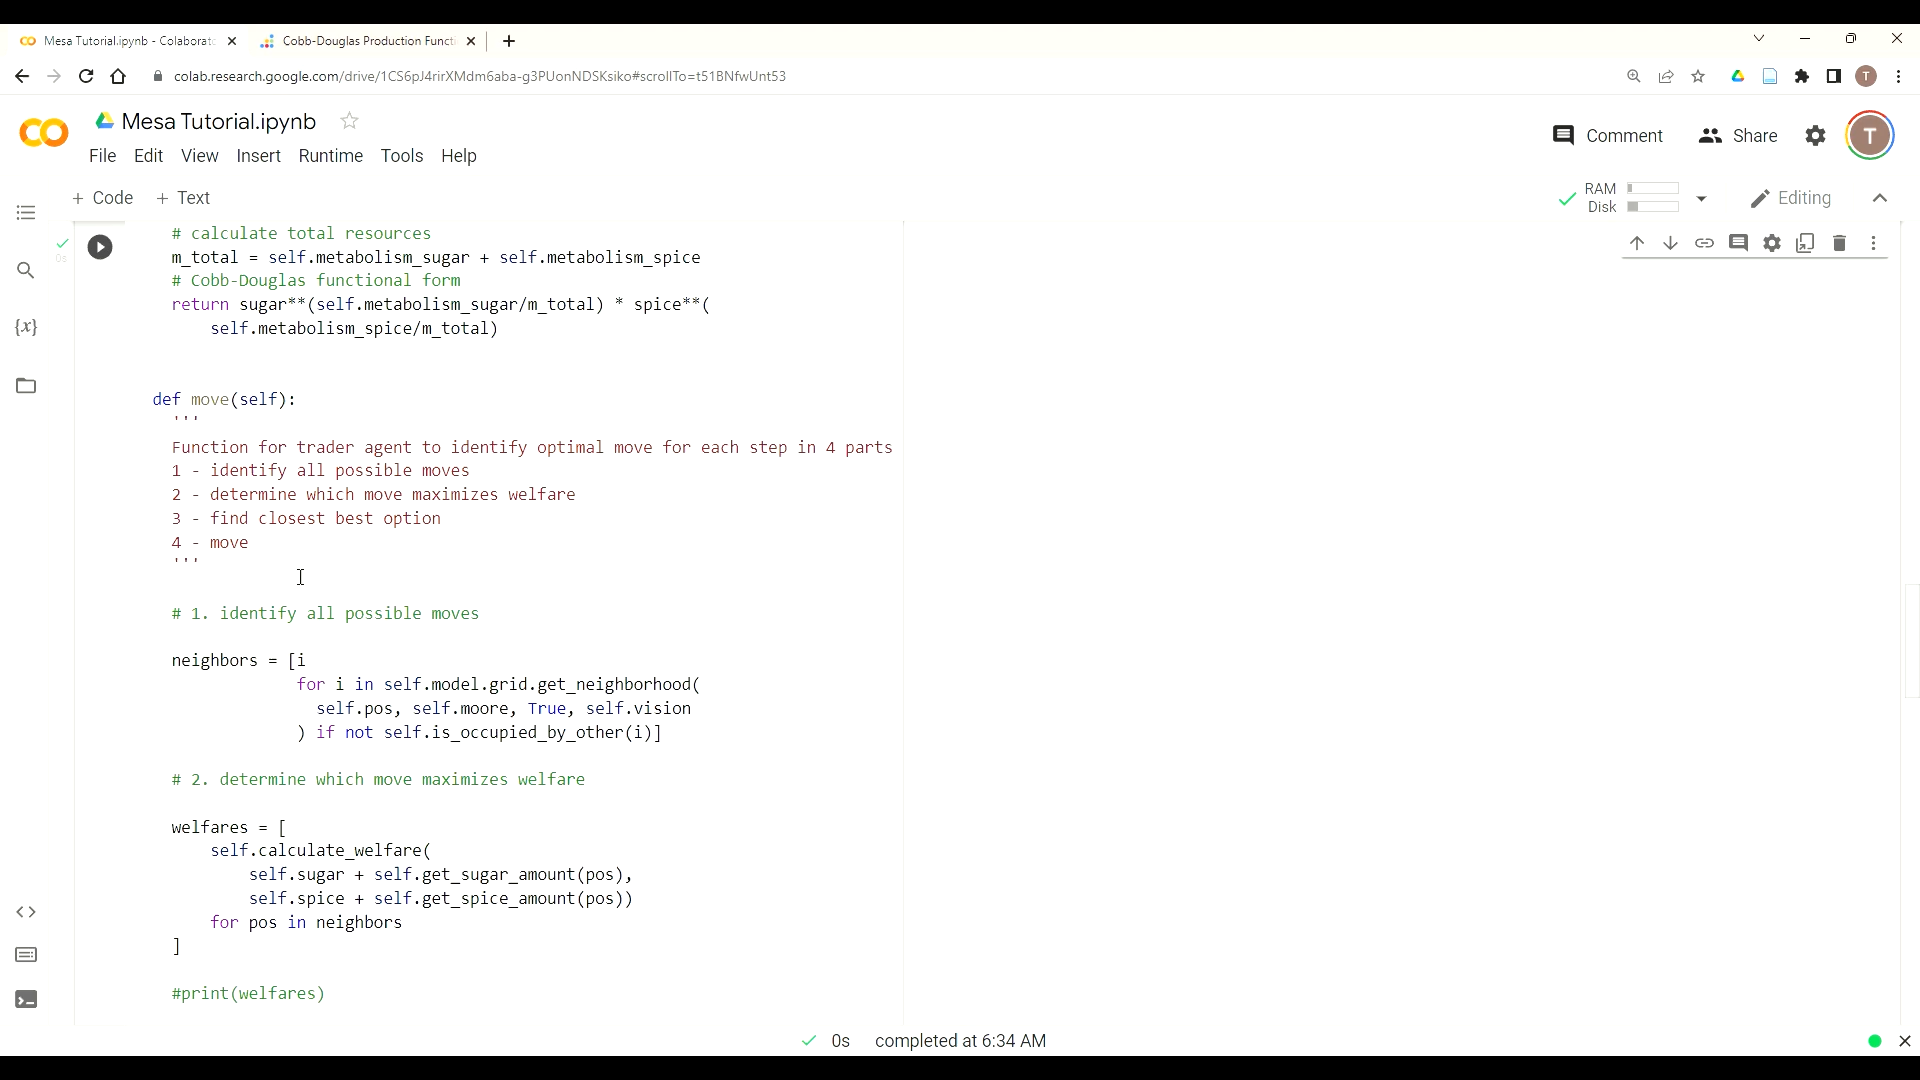 Mesa Tutorial.ipynb - Colaborat
Cobb-Douglas Production Functi
colab.research.google.com/drive/1CS6pJ4rirXMdm6aba-g3PUonNDSKsiko#scrollTo=t51BNfwUnt53
T
Mesa Tutorial.ipynb
File Edit View Insert Runtime Tools Help
Comment
Share
T
+ Code + Text
RAM
Disk
Editing
0s
{x}
# calculate total resources
m_total = self.metabolism_sugar + self.metabolism_spice
# Cobb-Douglas functional form
return sugar**(self.metabolism_sugar/m_total) * spice**(
self.metabolism_spice/m_total)
def move(self):
'''
Function for trader agent to identify optimal move for each step in 4 parts
1 - identify all possible moves
2 - determine which move maximizes welfare
3 - find closest best option
4 - move
'''
# 1. identify all possible moves
neighbors = [i
for i in self.model.grid.get_neighborhood(
self.pos, self.moore, True, self.vision
) if not self.is_occupied_by_other(i)]
# 2. determine which move maximizes welfare
welfares = [
self.calculate_welfare(
self.sugar + self.get_sugar_amount(pos),
self.spice + self.get_spice_amount(pos))
for pos in neighbors
]
#print(welfares)
0s completed at 6:34 AM